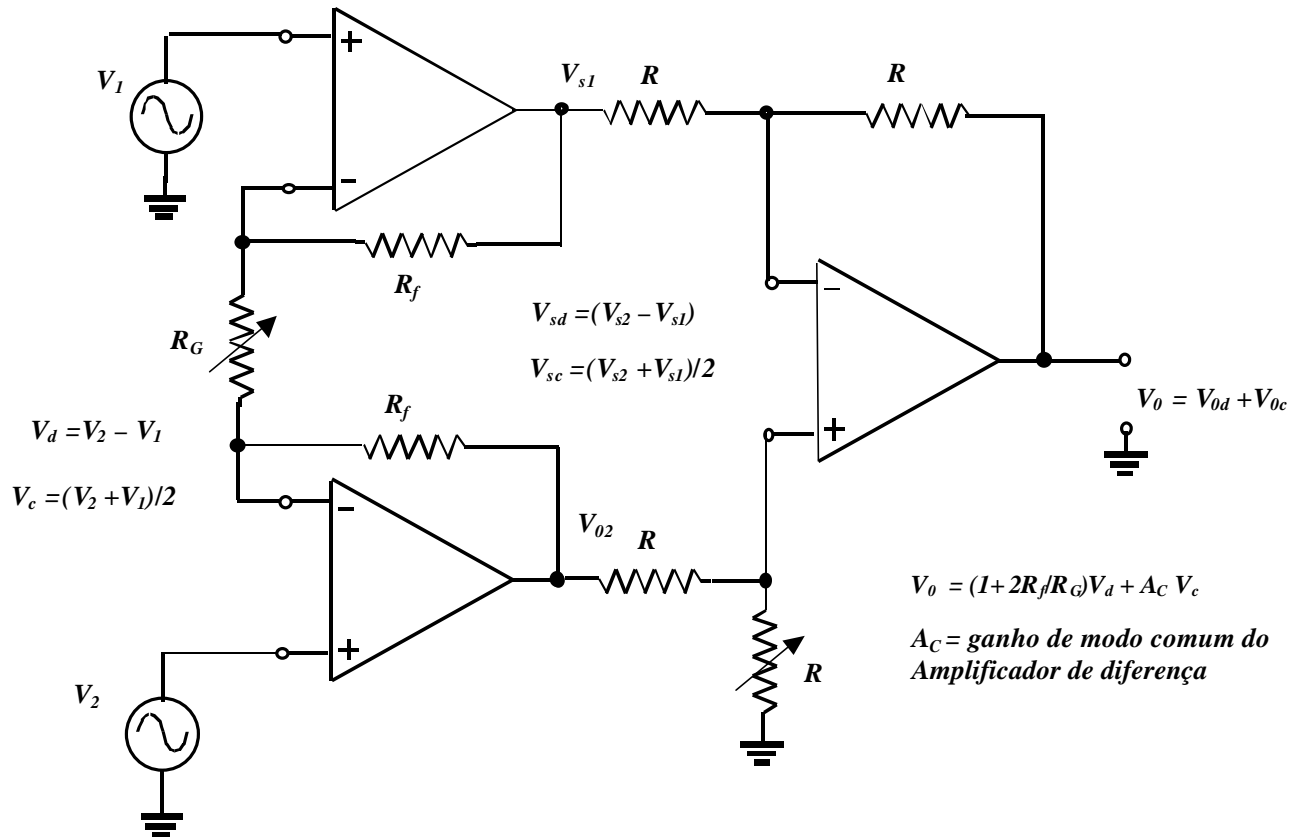 +
V1
Vs1
R
R
-
Rf
Vsd =(Vs2 – Vs1)
–
RG
Vsc =(Vs2 +Vs1)/2
Rf
V0 = V0d +V0c
Vd =V2 – V1
+
Vc =(V2 +V1)/2
-
V02
R
V0 = (1+ 2Rf/RG)Vd + AC Vc
AC = ganho de modo comum do
Amplificador de diferença
+
R
V2